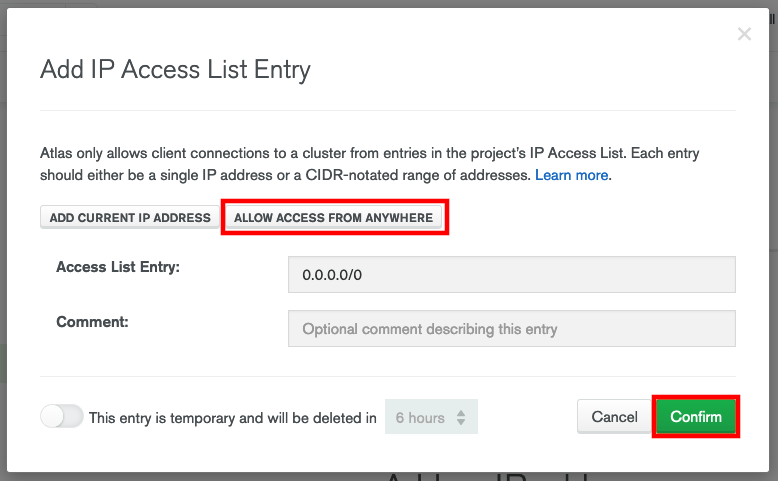 Add IP Access List Entry
Atlas only allows client connections to a cluster from entries in the project's IP Access List. Each entry
should either be a single IP address or a CIDR-notated range of addresses. Learn more.
ADD CURRENT IP ADDRESS ALLOW ACCESS FROM ANYWHERE
Access List Entry: 0.0.0.0/0
Comment: Optional comment describing this entry
This entry is temporary and will be deleted in 6 hours Cancel Confirm